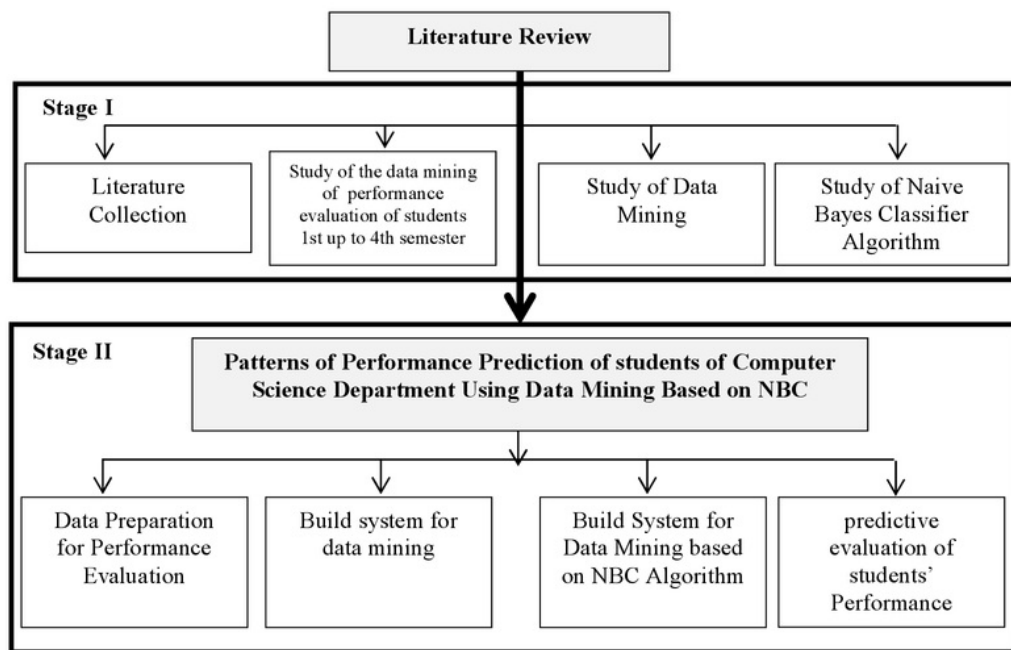 Literature Review
Stage I
Literature
Collection
Study of the data mining
of performance
evaluation of students
1st up to 4th semester
Study of Data
Mining
Study of Naive
Bayes Classifier
Algorithm
Stage II
Patterns of Performance Prediction of students of Computer
Science Department Using Data Mining Based on NBC
Data Preparation
for Performance
Evaluation
Build system for
data mining
Build System for
Data Mining based
on NBC Algorithm
predictive
evaluation of
students’
Performance